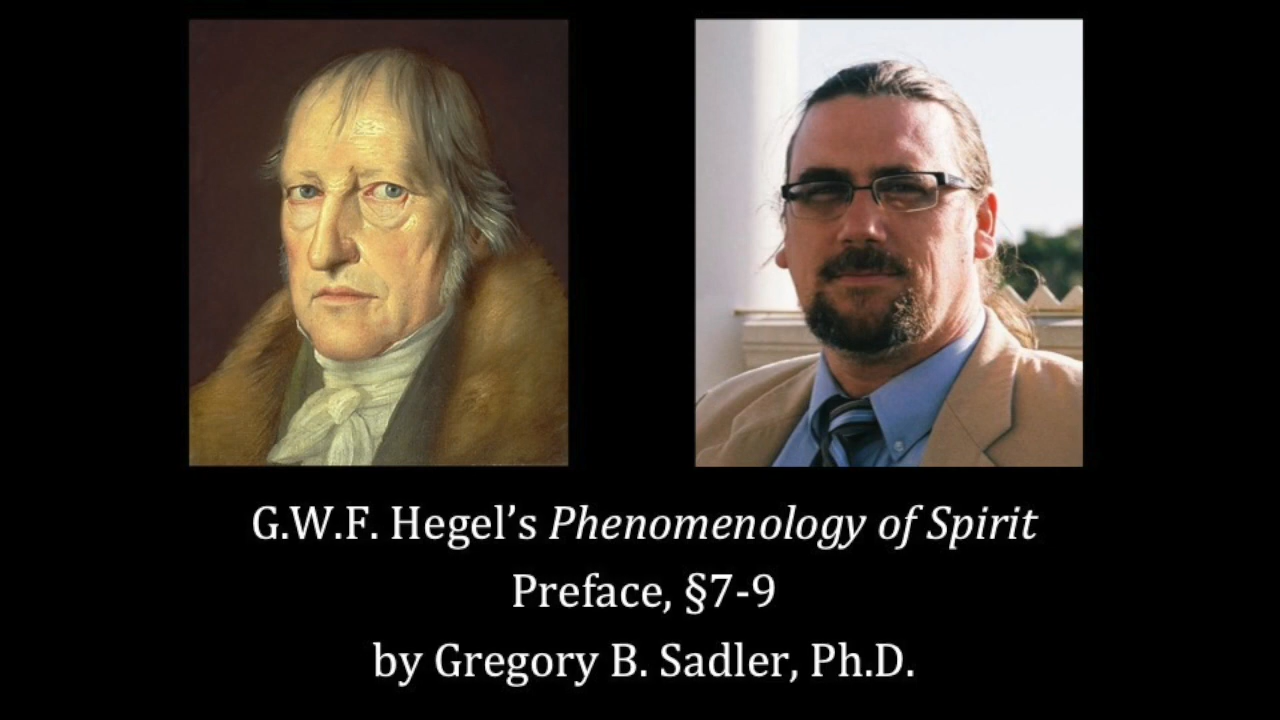 G.W.F. Hegel’s Phenomenology of Spirit
Preface, §7-9
by Gregory B. Sadler, Ph.D.